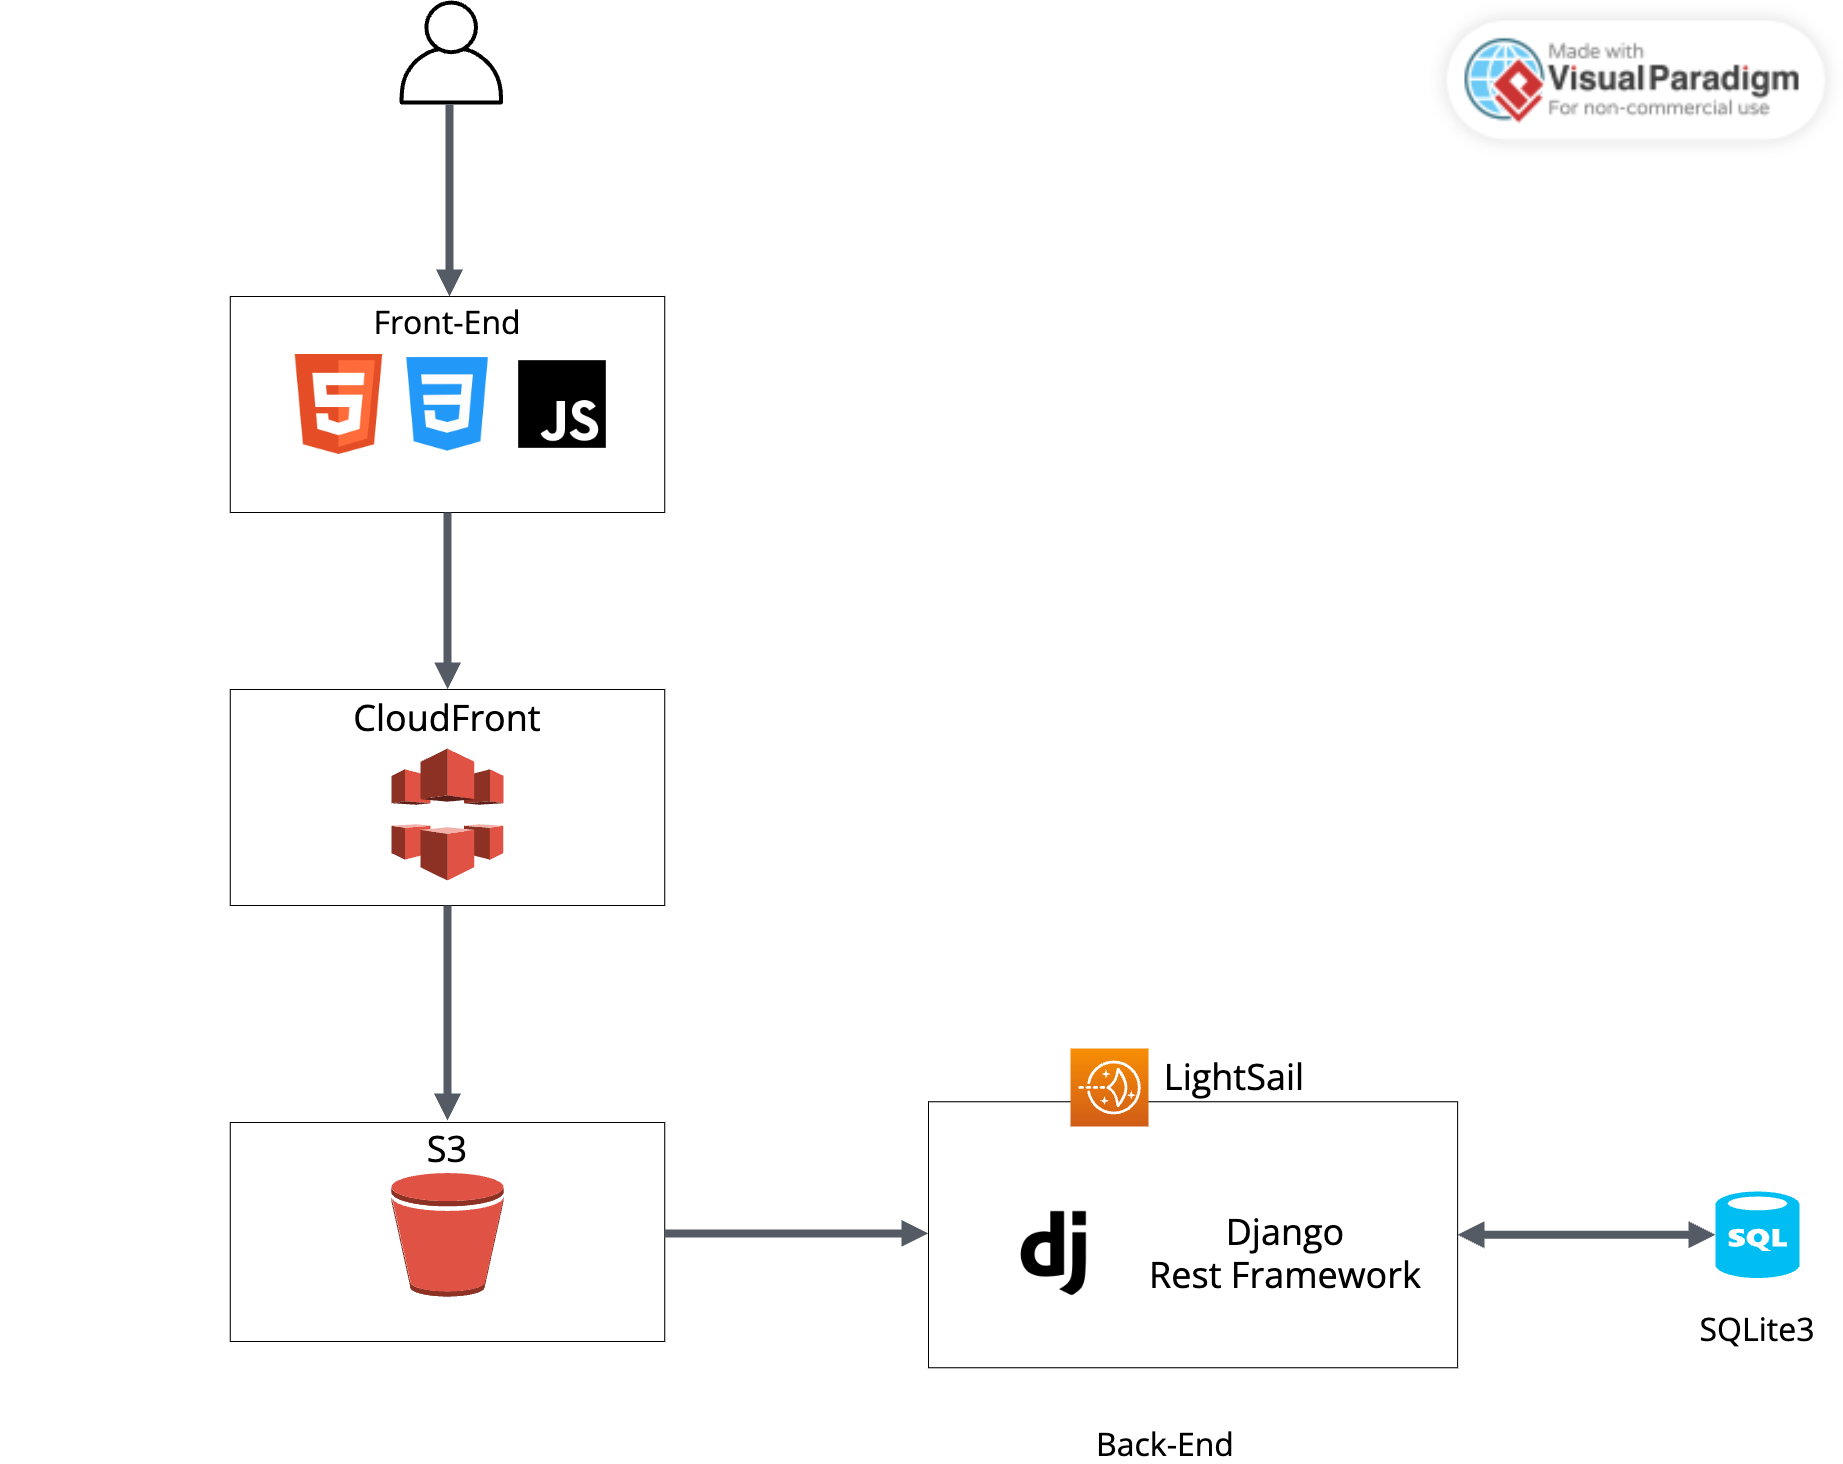 Made with
Visual Paradigm
For non-commercial use
Front-End
5
3
JS
CloudFront
S3
LightSail
dj
Django
Rest Framework
SQL
SQLite3
Back-End